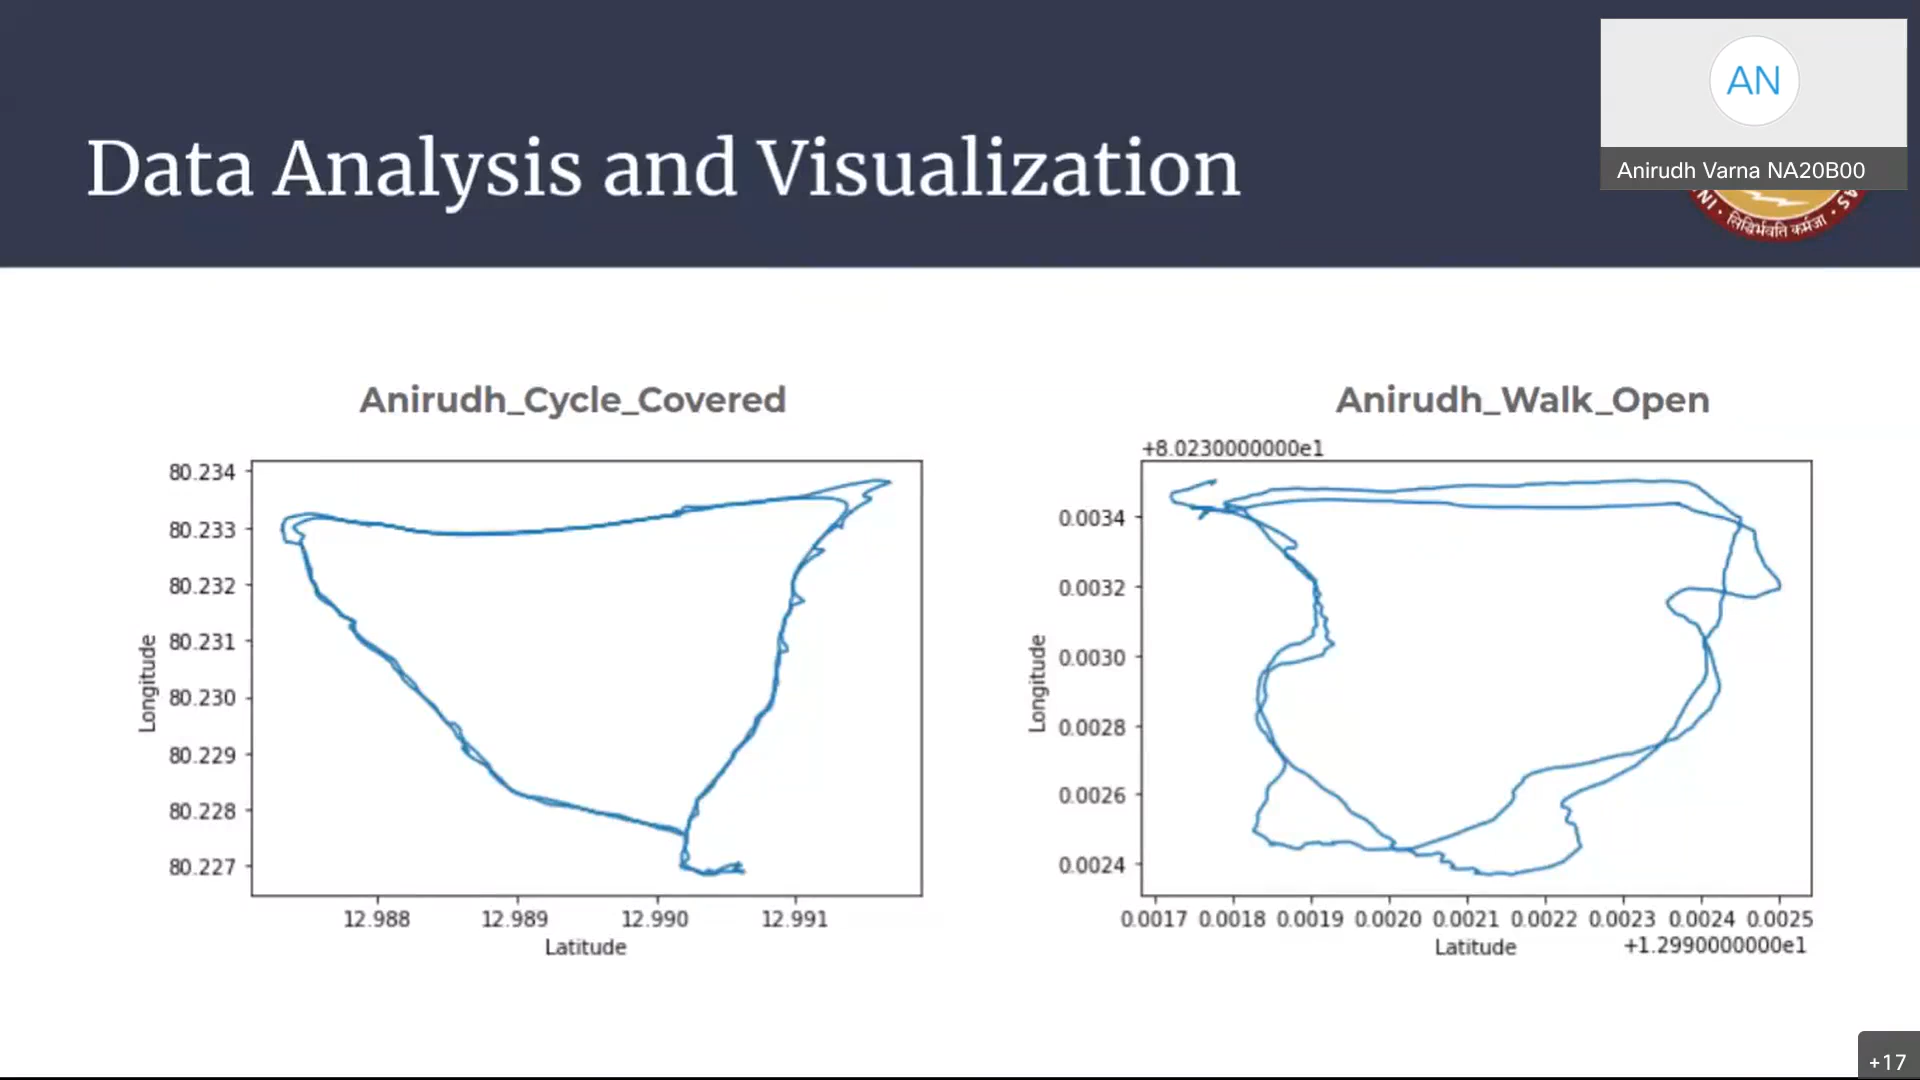 AN
Anirudh Varna NA20B00
Data Analysis and Visualization
सिद्धिर्भवति कर्मजा
Anirudh_Cycle_Covered
80.234
80.233
80.232
80.231
80.230
80.229
80.228
80.227
Longitude
12.988 12.989 12.990 12.991
Latitude
Anirudh_Walk_Open
+8.0230000000e1
0.0034
0.0032
0.0030
0.0028
0.0026
0.0024
Longitude
0.0017 0.0018 0.0019 0.0020 0.0021 0.0022 0.0023 0.0024 0.0025
Latitude
+1.2990000000e1
+17